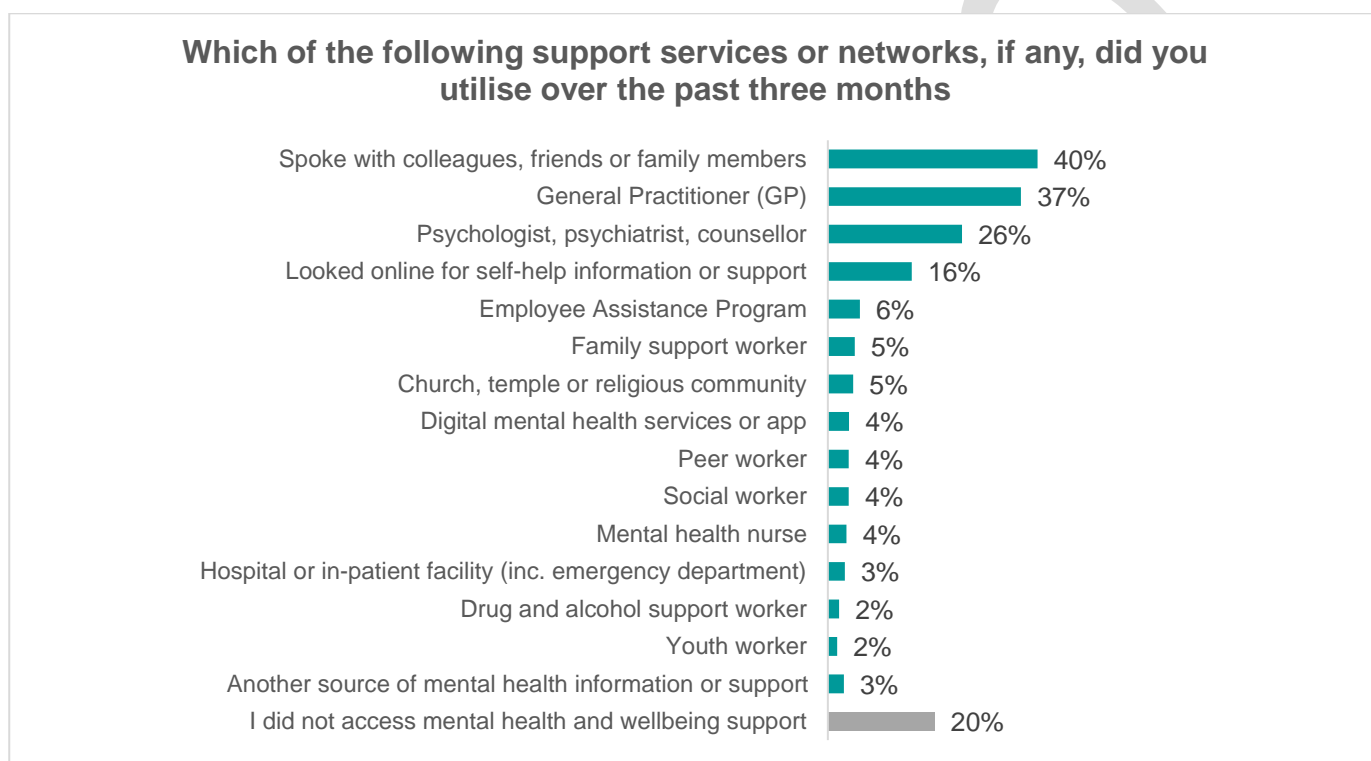 Which of the following support services or networks, if any, did you
utilise over the past three months
Spoke with colleagues, friends or family members 40%
General Practitioner (GP) 37%
Psychologist, psychiatrist, counsellor 26%
Looked online for self-help information or support 16%
Employee Assistance Program 6%
Family support worker 5%
Church, temple or religious community 5%
Digital mental health services or app 4%
Peer worker 4%
Social worker 4%
Mental health nurse 4%
Hospital or in-patient facility (inc. emergency department) 3%
Drug and alcohol support worker 2%
Youth worker 2%
Another source of mental health information or support 3%
I did not access mental health and wellbeing support 20%